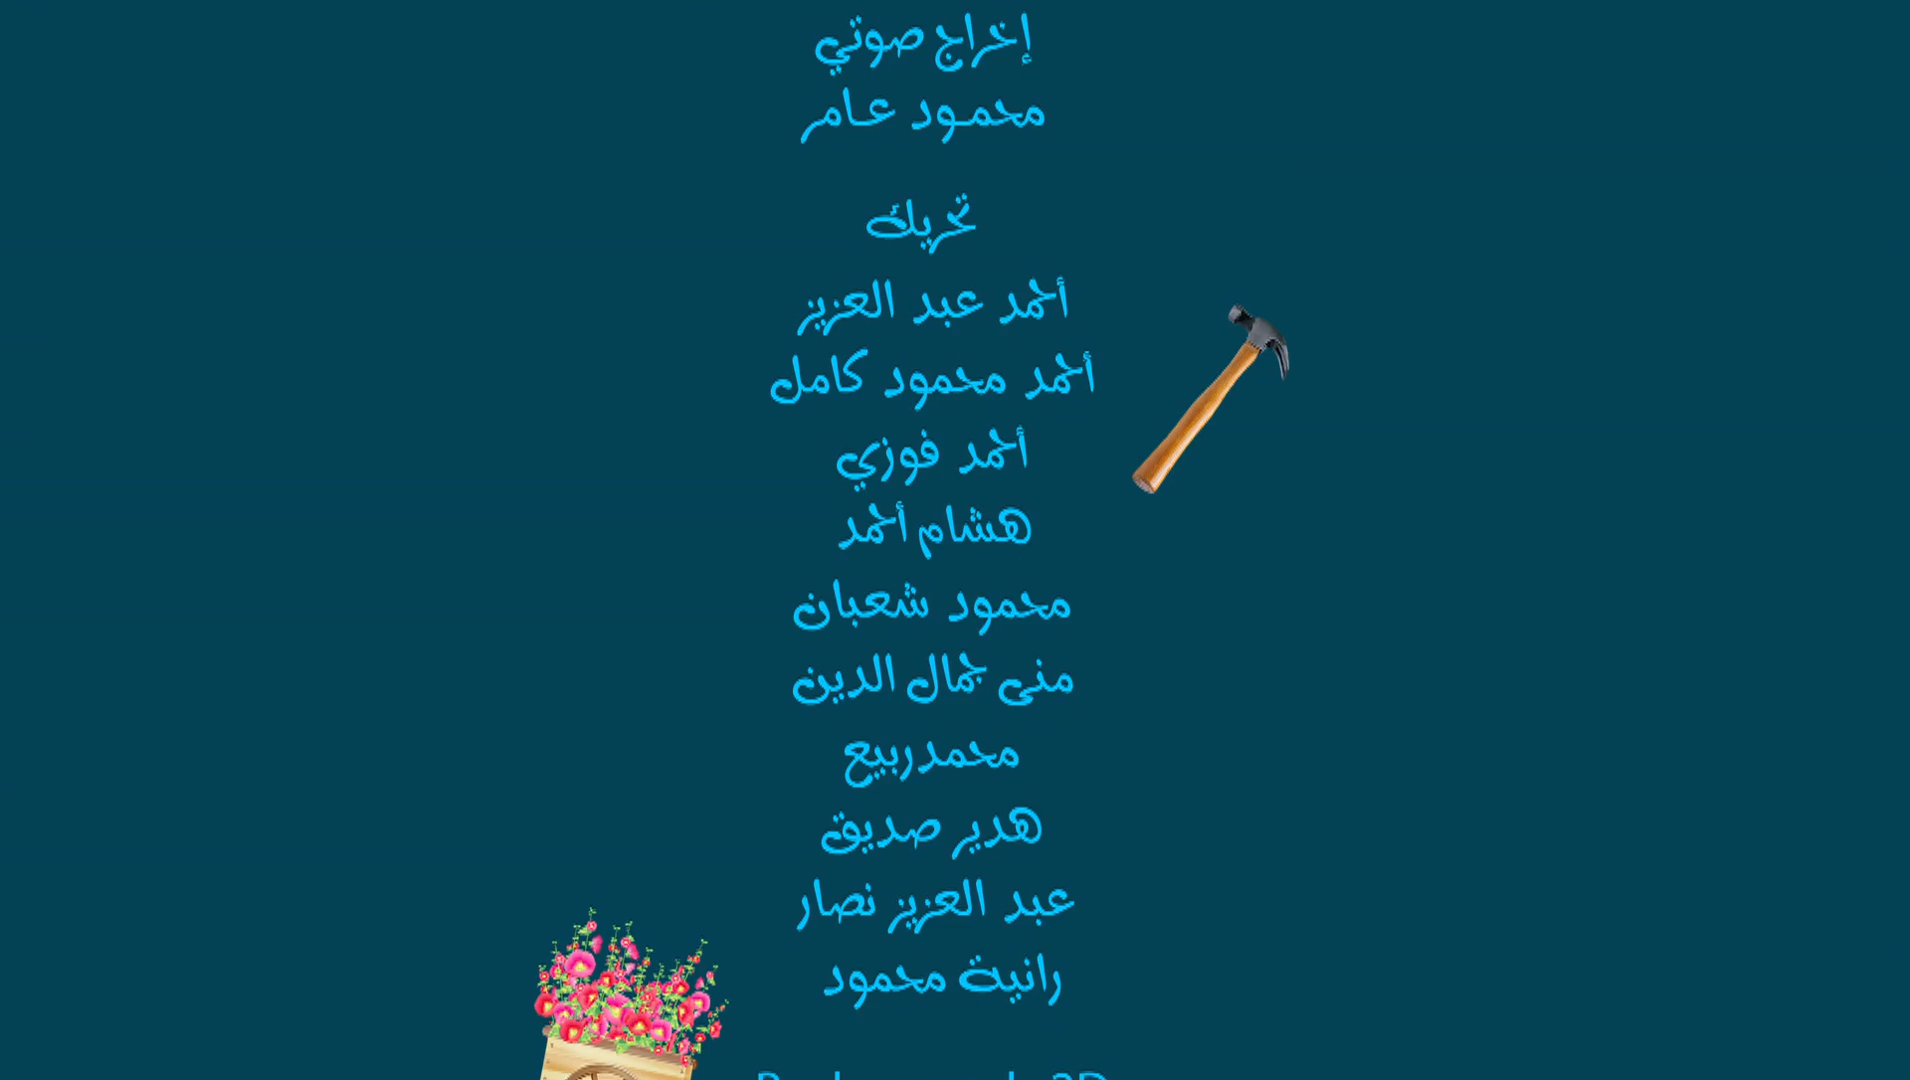 إخراج صوتي
محمود عامر
تحريك
أحمد عبد العزيز
أحمد محمود كامل
أحمد فوزي
هشام أحمد
محمود شعبان
منى جمال الدين
محمد ربيع
هدير صديق
عبد العزيز نصار
رانية محمود